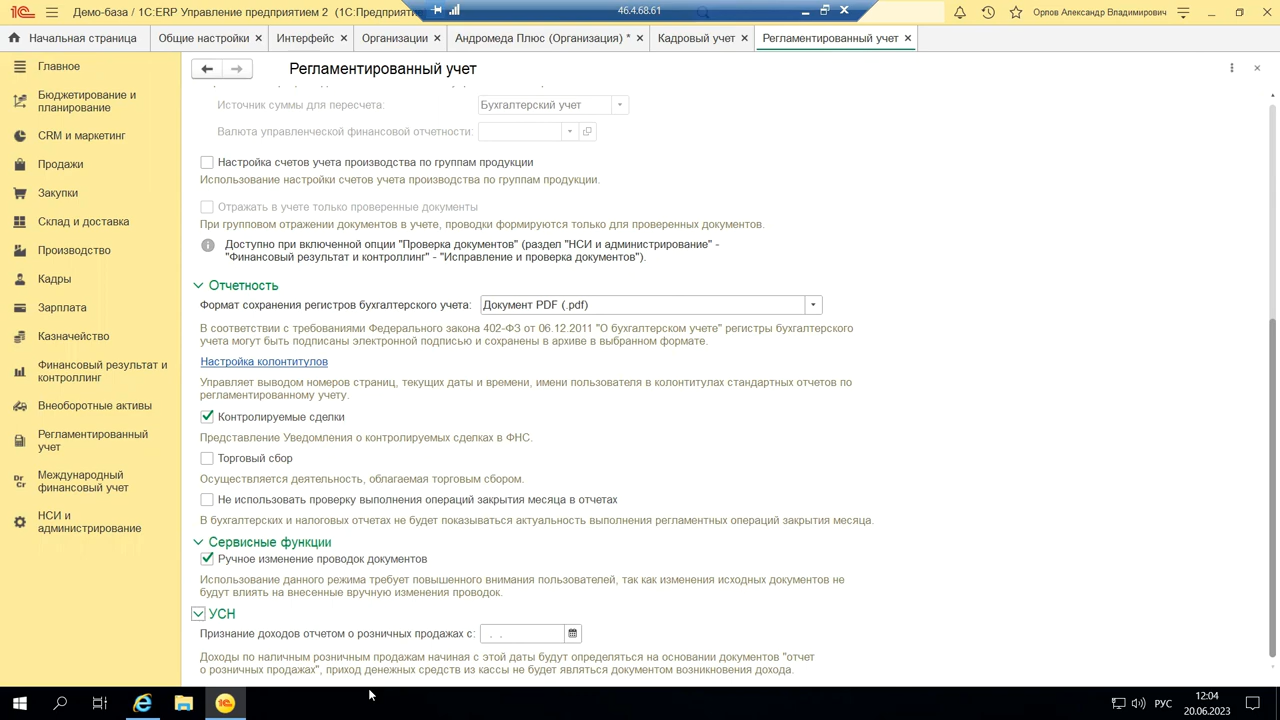 Демо-база / 1С:ERP Управление предприятием 2 (1С:Предприятие
46.4.68.61
Орлов Александр Владимирович
Начальная страница
Общие настройки
Интерфейс
Организации
Андромеда Плюс (Организация) *
Кадровый учет
Регламентированный учет
Главное
Бюджетирование и
планирование
CRM и маркетинг
Продажи
Закупки
Склад и доставка
Производство
Кадры
Зарплата
Казначейство
Финансовый результат и
контроллинг
Внеоборотные активы
Регламентированный
учет
Dr
Cr
Международный
финансовый учет
НСИ и
администрирование
Регламентированный учет
Источник суммы для пересчета:
Бухгалтерский учет
Валюта управленческой финансовой отчетности:
Настройка счетов учета производства по группам продукции
Использование настройки счетов учета производства по группам продукции.
Отражать в учете только проверенные документы
При групповом отражении документов в учете, проводки формируются только для проверенных документов.
Доступно при включенной опции "Проверка документов" (раздел "НСИ и администрирование" -
"Финансовый результат и контроллинг" - "Исправление и проверка документов").
Отчетность
Формат сохранения регистров бухгалтерского учета:
Документ PDF (.pdf)
В соответствии с требованиями Федерального закона 402-ФЗ от 06.12.2011 "О бухгалтерском учете" регистры бухгалтерского
учета могут быть подписаны электронной подписью и сохранены в архиве в выбранном формате.
Настройка колонтитулов
Управляет выводом номеров страниц, текущих даты и времени, имени пользователя в колонтитулах стандартных отчетов по
регламентированному учету.
Контролируемые сделки
Представление Уведомления о контролируемых сделках в ФНС.
Торговый сбор
Осуществляется деятельность, облагаемая торговым сбором.
Не использовать проверку выполнения операций закрытия месяца в отчетах
В бухгалтерских и налоговых отчетах не будет показываться актуальность выполнения регламентных операций закрытия месяца.
Сервисные функции
Ручное изменение проводок документов
Использование данного режима требует повышенного внимания пользователей, так как изменения исходных документов не
будут влиять на внесенные вручную изменения проводок.
УСН
Признание доходов отчетом о розничных продажах с:
. .
Доходы по наличным розничным продажам начиная с этой даты будут определяться на основании документов "отчет
о розничных продажах", приход денежных средств из кассы не будет являться документом возникновения дохода.
РУС
12:04
20.06.2023